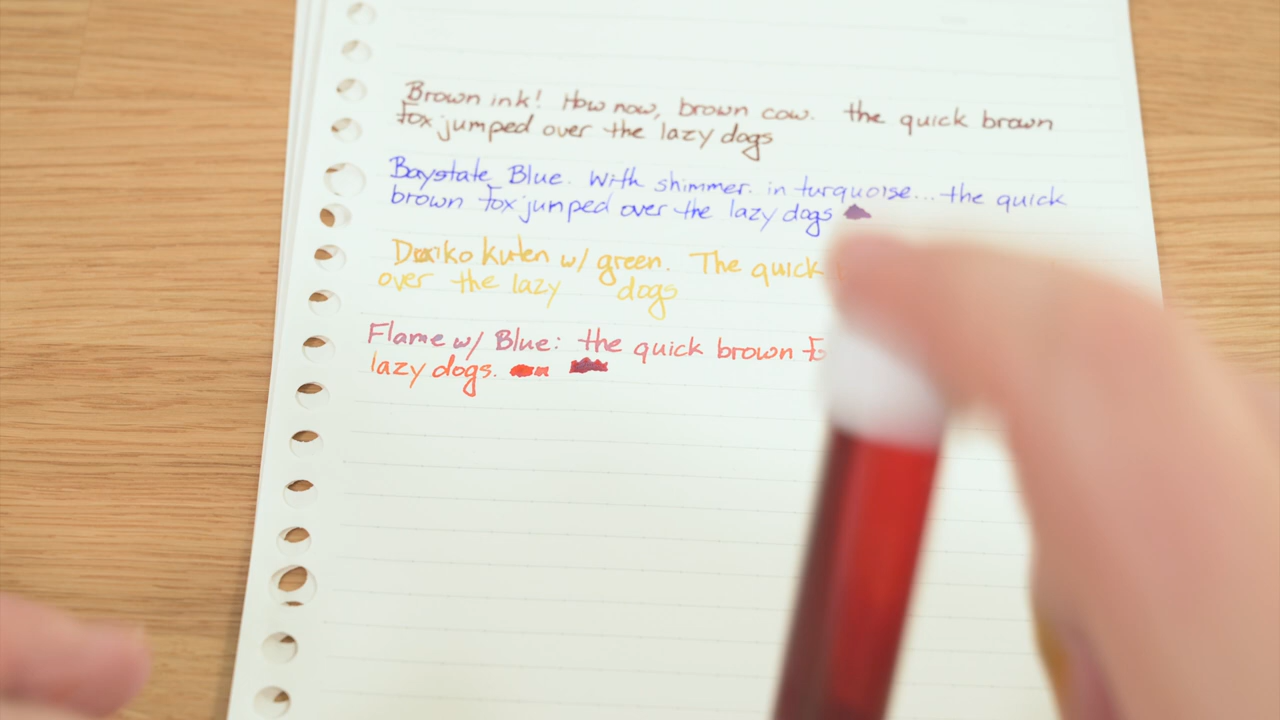 Brown ink! How now, brown cow. the quick brown
fox jumped over the lazy dogs
Baystate Blue. With shimmer. in turquoise... the quick
brown fox jumped over the lazy dogs
w/ green. The quick
over the lazy dogs
Flame w/ Blue: the quick brown
lazy dogs.